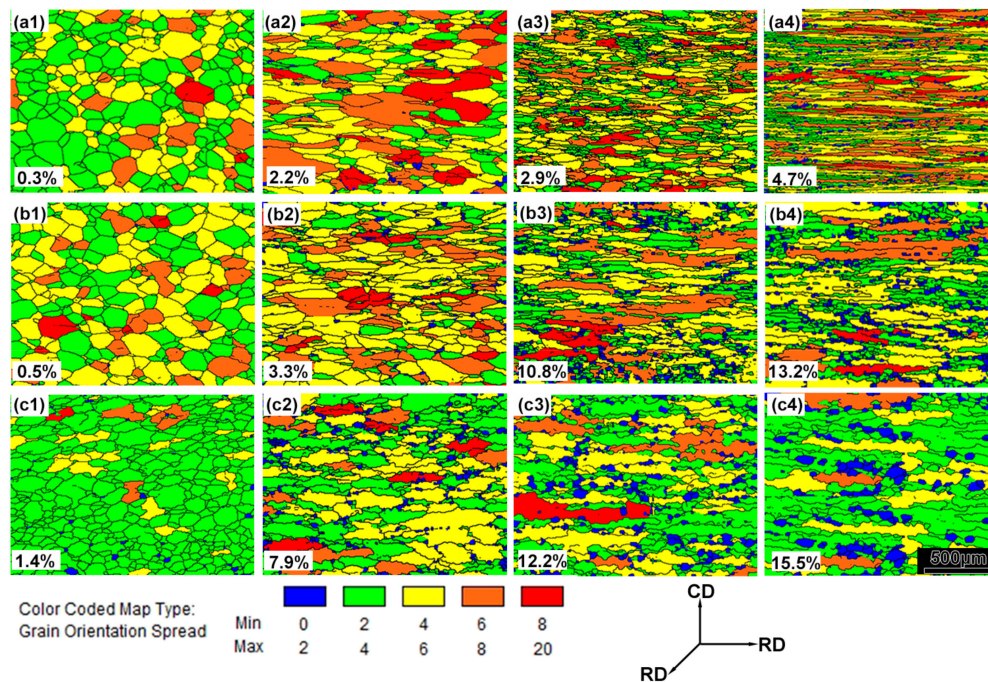 (a1) (a2) (a3) (a4)
0.3% 2.2% 2.9% 4.7%
(b1) (b2) (b3) (b4)
0.5% 3.3% 10.8% 13.2%
(c1) (c2) (c3) (c4)
1.4% 7.9% 12.2% 15.5%
500μm
Color Coded Map Type:
Grain Orientation Spread
Min 0 2 4 6 8
Max 2 4 6 8 20
CD
RD
RD